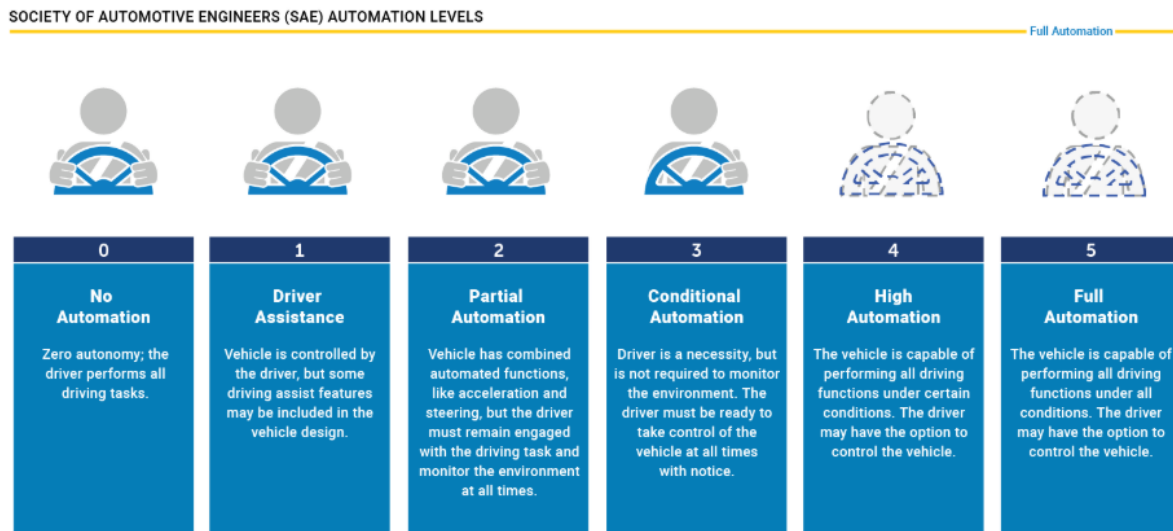 SOCIETY OF AUTOMOTIVE ENGINEERS (SAE) AUTOMATION LEVELS
Full Automation
0
No
Automation
Zero autonomy; the
driver performs all
driving tasks.
1
Driver
Assistance
Vehicle is controlled by
the driver, but some
driving assist features
may be included in the
vehicle design.
2
Partial
Automation
Vehicle has combined
automated functions,
like acceleration and
steering, but the driver
must remain engaged
with the driving task and
monitor the environment
at all times.
3
Conditional
Automation
Driver is a necessity, but
is not required to monitor
the environment. The
driver must be ready to
take control of the
vehicle at all times
with notice.
4
High
Automation
The vehicle is capable of
performing all driving
functions under certain
conditions. The driver
may have the option to
control the vehicle.
5
Full
Automation
The vehicle is capable of
performing all driving
functions under all
conditions. The driver
may have the option to
control the vehicle.